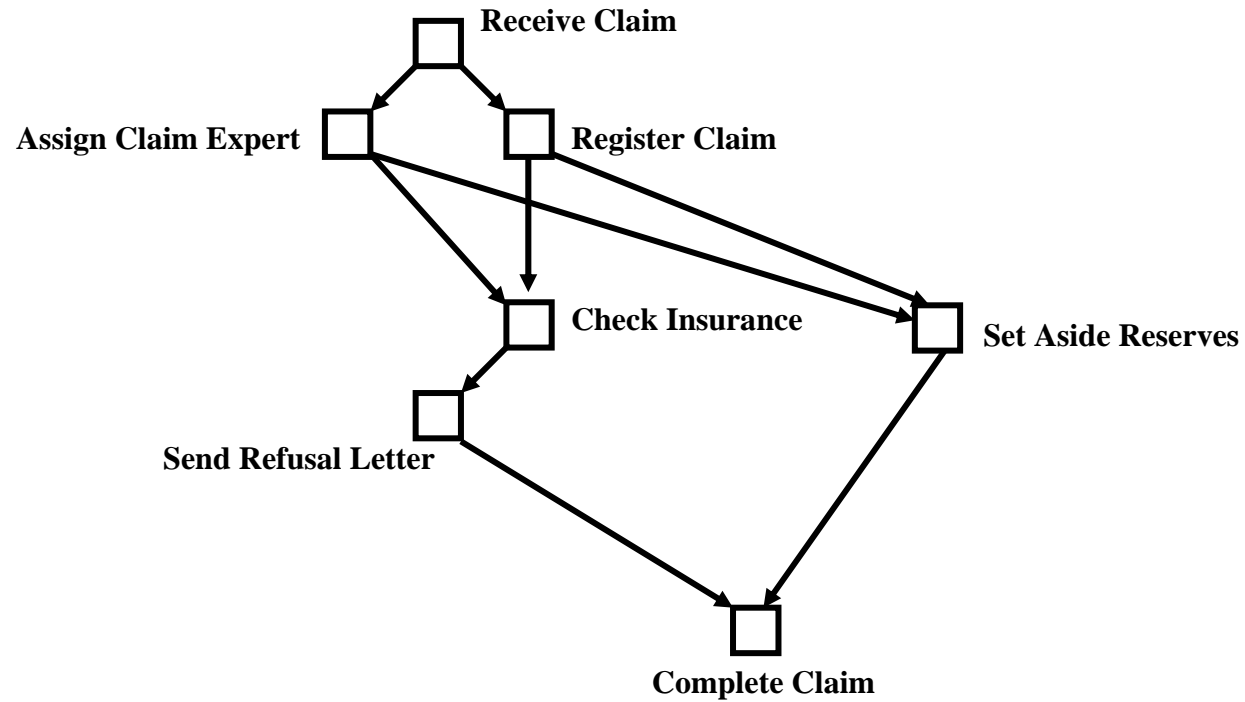 Receive Claim
Assign Claim Expert
Register Claim
Check Insurance
Set Aside Reserves
Send Refusal Letter
Complete Claim